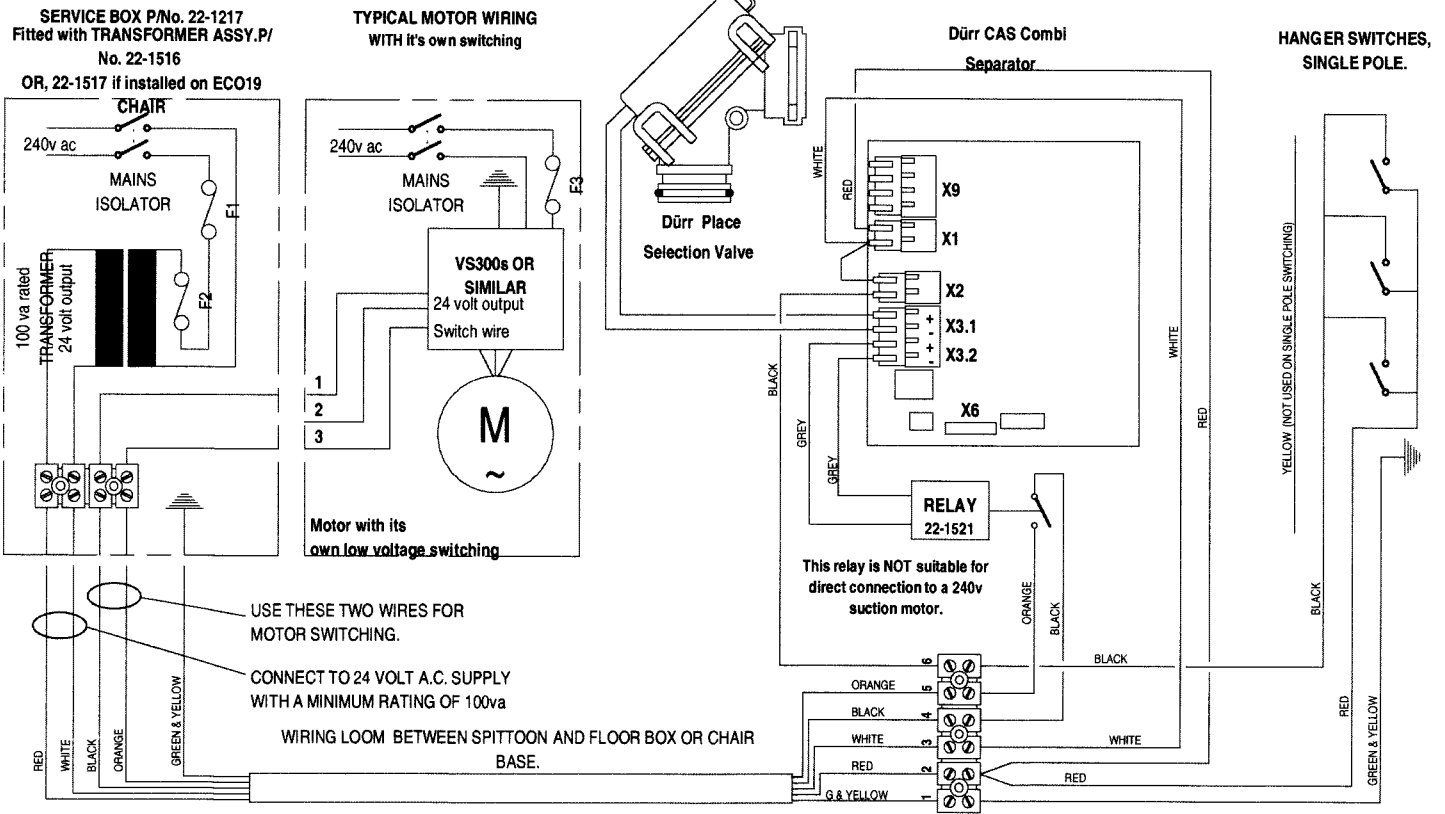 SERVICE BOX P/No. 22-1217
Fitted with TRANSFORMER ASSY.P/
No. 22-1516
OR, 22-1517 if installed on ECO19
CHAIR
240v ac
MAINS
ISOLATOR
F1
F2
100 va rated
TRANSFORMER
24 volt output
TYPICAL MOTOR WIRING
WITH it's own switching
240v ac
MAINS
ISOLATOR
F3
VS300s OR
SIMILAR
24 volt output
Switch wire
1
2
3
M
~
Motor with its
own low voltage switching
Dürr Place
Selection Valve
Dürr CAS Combi
Separator
WHITE
RED
X9
X1
X2
+
-
X3.1
+
-
X3.2
X6
BLACK
GREY
GREY
RELAY
22-1521
This relay is NOT suitable for
direct connection to a 240v
suction motor.
ORANGE
BLACK
WHITE
RED
HANGER SWITCHES,
SINGLE POLE.
YELLOW (NOT USED ON SINGLE POLE SWITCHING)
BLACK
RED
GREEN & YELLOW
USE THESE TWO WIRES FOR
MOTOR SWITCHING.
CONNECT TO 24 VOLT A.C. SUPPLY
WITH A MINIMUM RATING OF 100va
RED
WHITE
BLACK
ORANGE
GREEN & YELLOW
WIRING LOOM BETWEEN SPITTOON AND FLOOR BOX OR CHAIR
BASE.
6
BLACK
ORANGE
5
BLACK
4
WHITE
3
WHITE
RED
2
RED
G & YELLOW
1